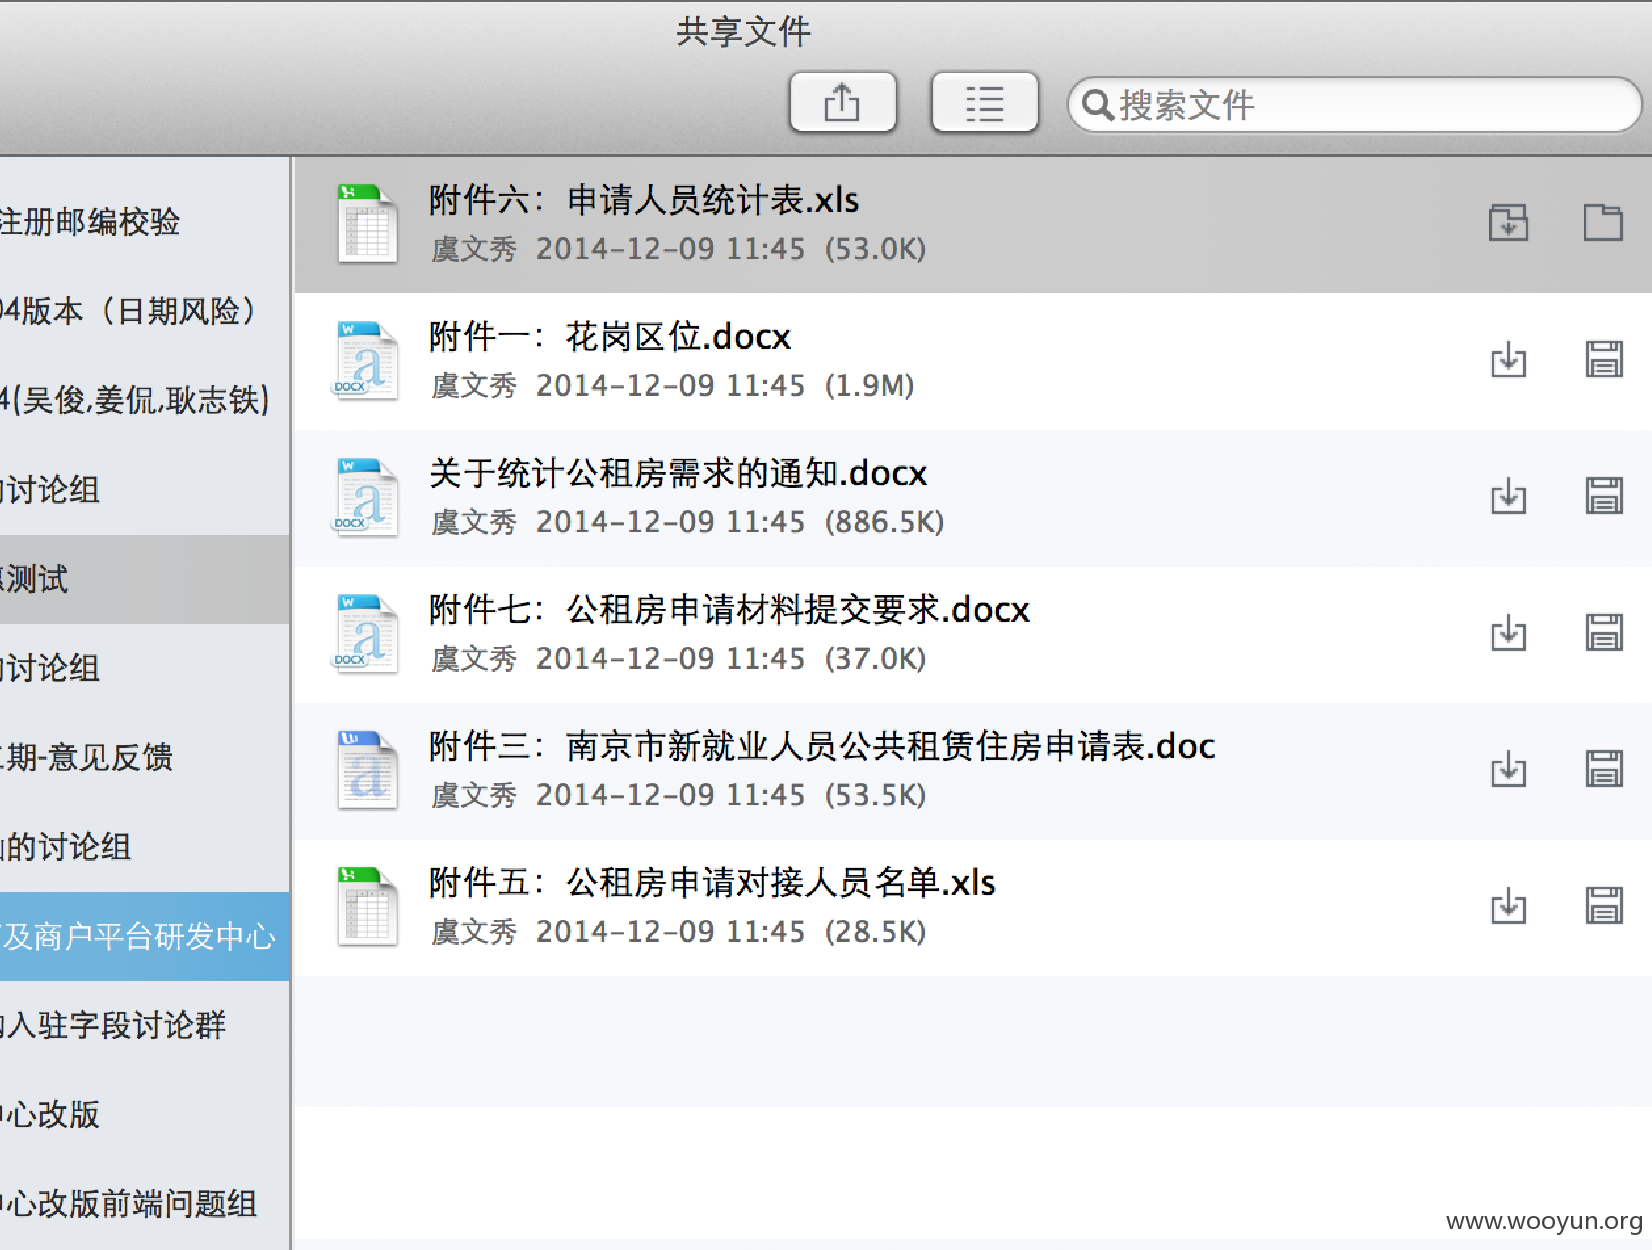 共享文件
搜索文件
注册邮编校验
04版本（日期风险）
4(吴俊,姜侃,耿志铁)
讨论组
测试
讨论组
期-意见反馈
的讨论组
及商户平台研发中心
入驻字段讨论群
心改版
心改版前端问题组
附件六：申请人员统计表.xls
虞文秀 2014-12-09 11:45 (53.0K)
附件一：花岗区位.docx
虞文秀 2014-12-09 11:45 (1.9M)
关于统计公租房需求的通知.docx
虞文秀 2014-12-09 11:45 (886.5K)
附件七：公租房申请材料提交要求.docx
虞文秀 2014-12-09 11:45 (37.0K)
附件三：南京市新就业人员公共租赁住房申请表.doc
虞文秀 2014-12-09 11:45 (53.5K)
附件五：公租房申请对接人员名单.xls
虞文秀 2014-12-09 11:45 (28.5K)
www.wooyun.org